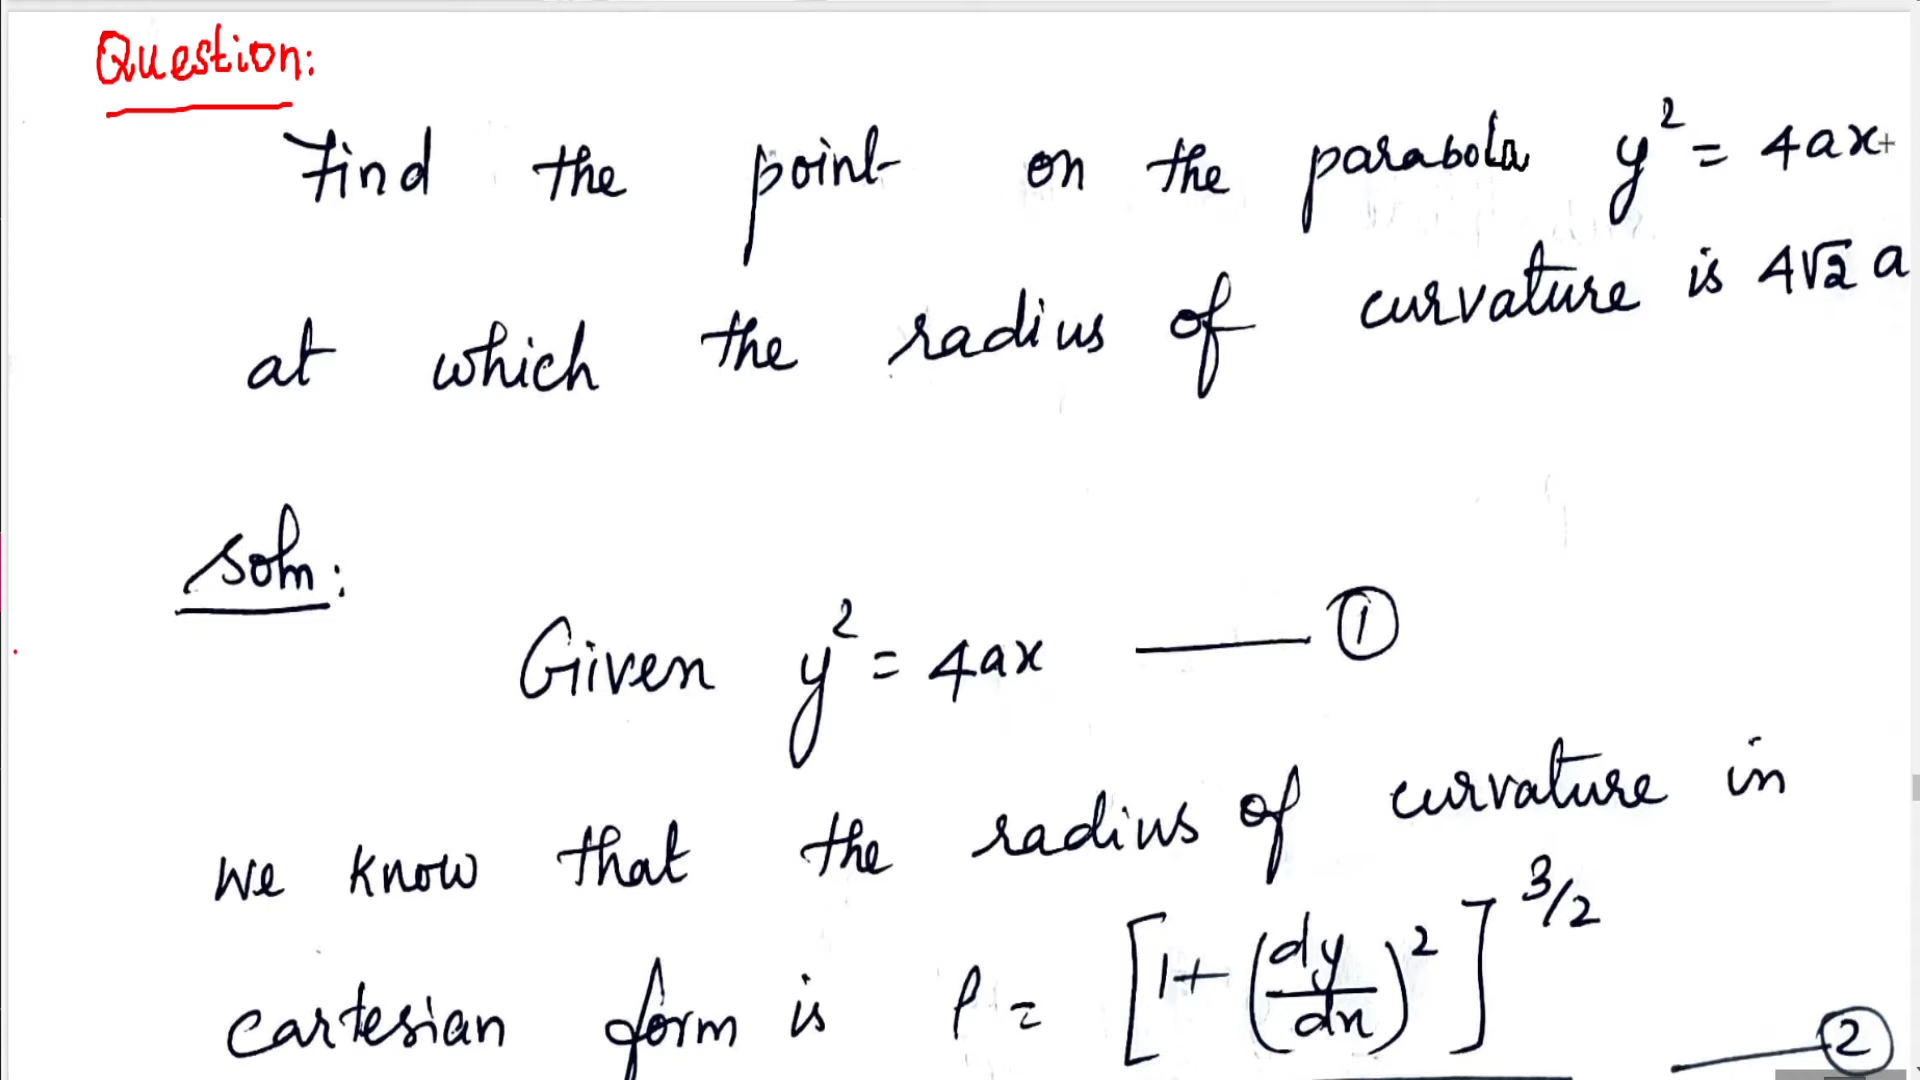 Question:
Find the point on the parabola y² = 4ax
at which the radius of curvature is 4√2 a
Soln:
Given y² = 4ax —— ①
We know that the radius of curvature in
cartesian form is ρ = [1+(dy/dx)²]^3/2 —— ②